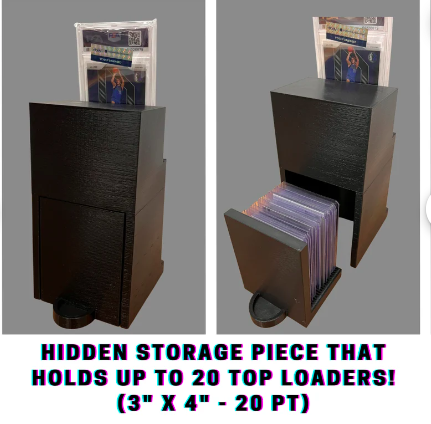 HIDDEN STORAGE PIECE THAT
HOLDS UP TO 20 TOP LOADERS!
(3" X 4" - 20 PT)